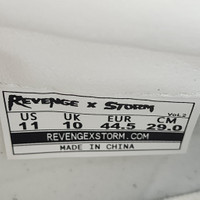 REVENGE X STORM
VOL.2
US UK EUR CM
11 10 44.5 29.0
REVENGEXSTORM.COM
MADE IN CHINA